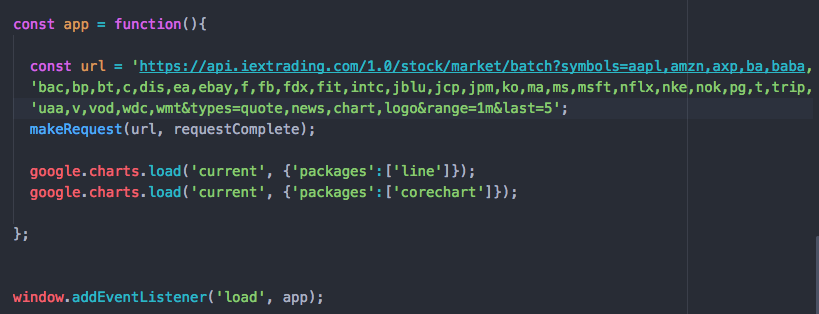 const app = function(){
const url = 'https://api.iextrading.com/1.0/stock/market/batch?symbols=aapl,amzn,axp,ba,baba,
'bac,bp,bt,c,dis,ea,ebay,f,fb,fdx,fit,intc,jblu,jcp,jpm,ko,ma,ms,msft,nflx,nke,nok,pg,t,trip,
'uaa,v,vod,wdc,wmt&types=quote,news,chart,logo&range=1m&last=5';
makeRequest(url, requestComplete);
google.charts.load('current', {'packages':['line']});
google.charts.load('current', {'packages':['corechart']});
};
window.addEventListener('load', app);